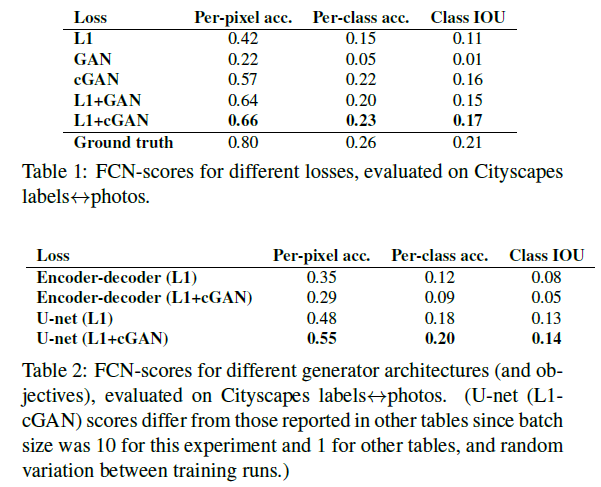 Loss Per-pixel acc. Per-class acc. Class IOU
L1 0.42 0.15 0.11
GAN 0.22 0.05 0.01
cGAN 0.57 0.22 0.16
L1+GAN 0.64 0.20 0.15
L1+cGAN 0.66 0.23 0.17
Ground truth 0.80 0.26 0.21
Table 1: FCN-scores for different losses, evaluated on Cityscapes
labels↔photos.
Loss Per-pixel acc. Per-class acc. Class IOU
Encoder-decoder (L1) 0.35 0.12 0.08
Encoder-decoder (L1+cGAN) 0.29 0.09 0.05
U-net (L1) 0.48 0.18 0.13
U-net (L1+cGAN) 0.55 0.20 0.14
Table 2: FCN-scores for different generator architectures (and ob-
jectives), evaluated on Cityscapes labels↔photos. (U-net (L1-
cGAN) scores differ from those reported in other tables since batch
size was 10 for this experiment and 1 for other tables, and random
variation between training runs.)